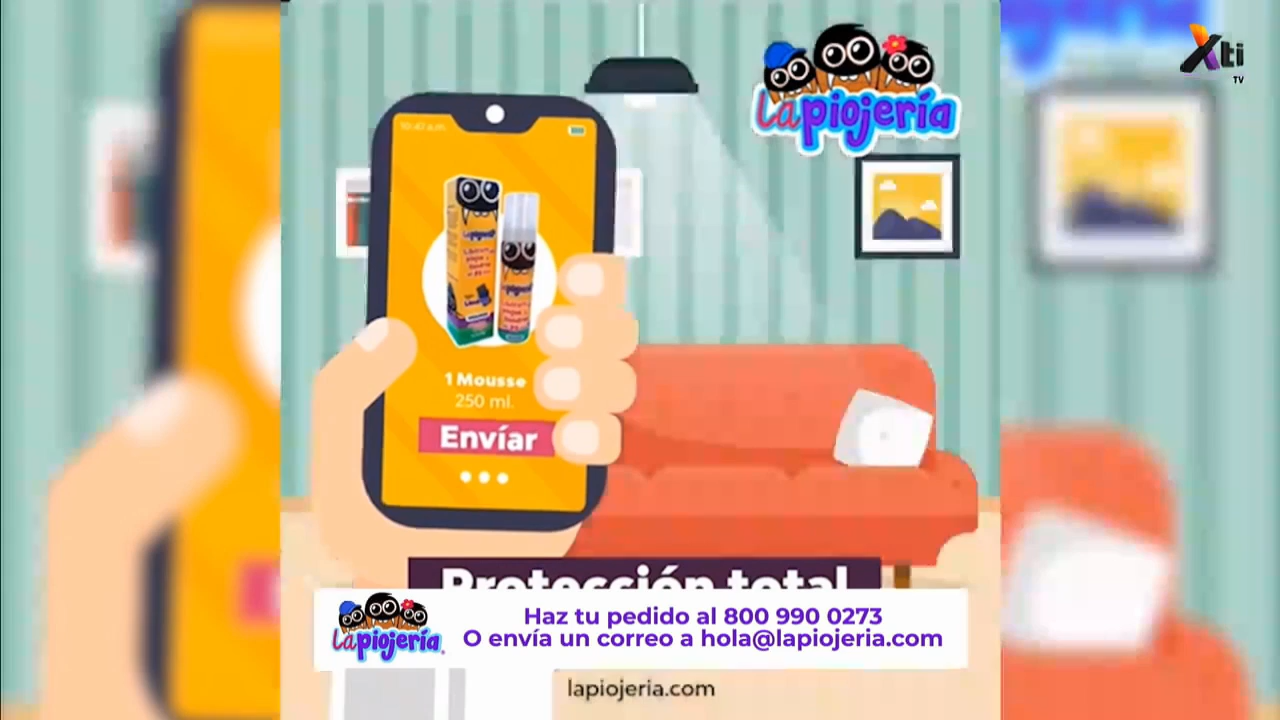 Xti
TV
La piojería
1 Mousse
250 ml.
Envíar
Protección total
La piojería
Haz tu pedido al 800 990 0273
O envía un correo a hola@lapiojeria.com
lapiojeria.com